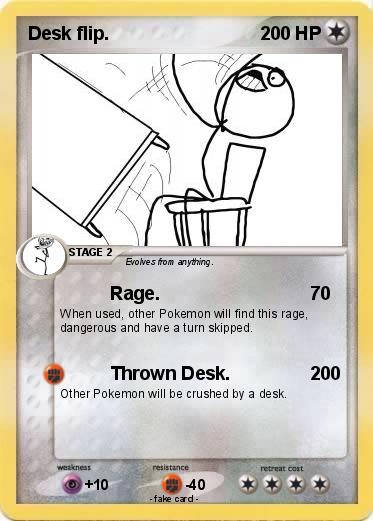 Desk flip. 200 HP
STAGE 2
Evolves from anything.
Rage. 70
When used, other Pokemon will find this rage,
dangerous and have a turn skipped.
Thrown Desk. 200
Other Pokemon will be crushed by a desk.
weakness resistance retreat cost
+10 -40
- fake card -